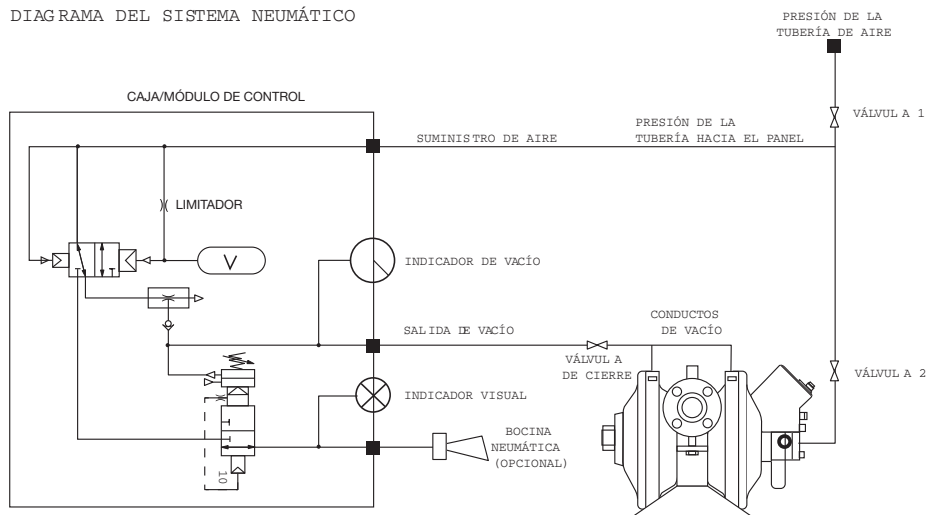 DIAGRAMA DEL SISTEMA NEUMÁTICO
PRESIÓN DE LA
TUBERÍA DE AIRE
CAJA/MÓDULO DE CONTROL
VÁLVULA 1
SUMINISTRO DE AIRE
PRESIÓN DE LA
TUBERÍA HACIA EL PANEL
LIMITADOR
V
INDICADOR DE VACÍO
SALIDA DE VACÍO
CONDUCTOS
DE VACÍO
VÁLVULA
DE CIERRE
VÁLVULA 2
INDICADOR VISUAL
BOCINA
NEUMÁTICA
(OPCIONAL)
10